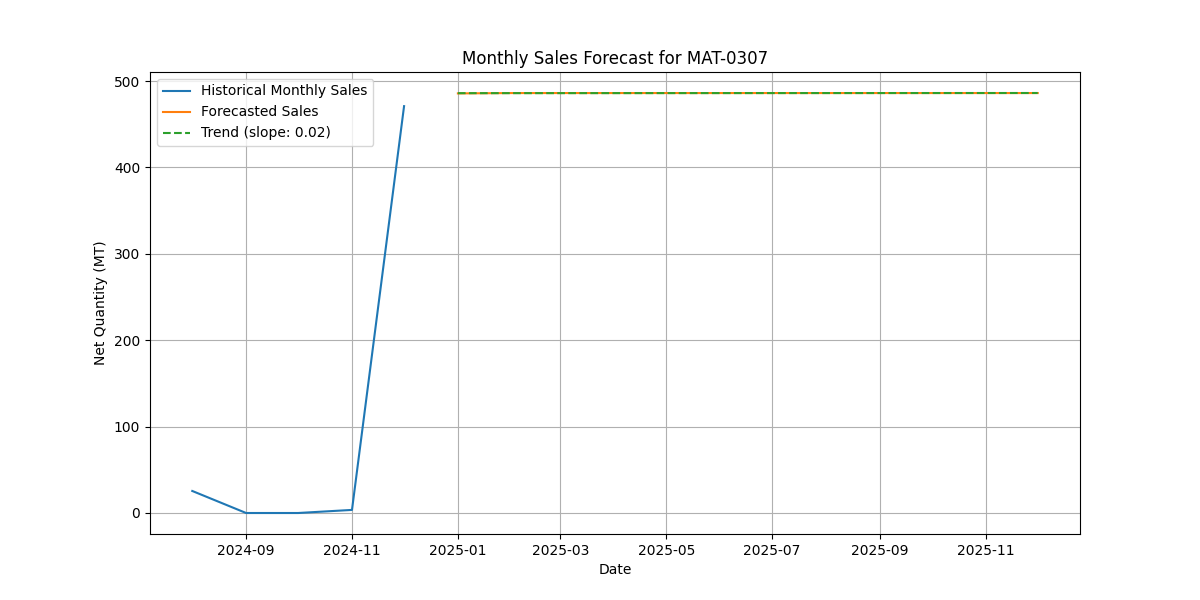 Monthly Sales Forecast for MAT-0307
Historical Monthly Sales
Forecasted Sales
Trend (slope: 0.02)
Net Quantity (MT)
500
400
300
200
100
0
2024-09 2024-11 2025-01 2025-03 2025-05 2025-07 2025-09 2025-11
Date